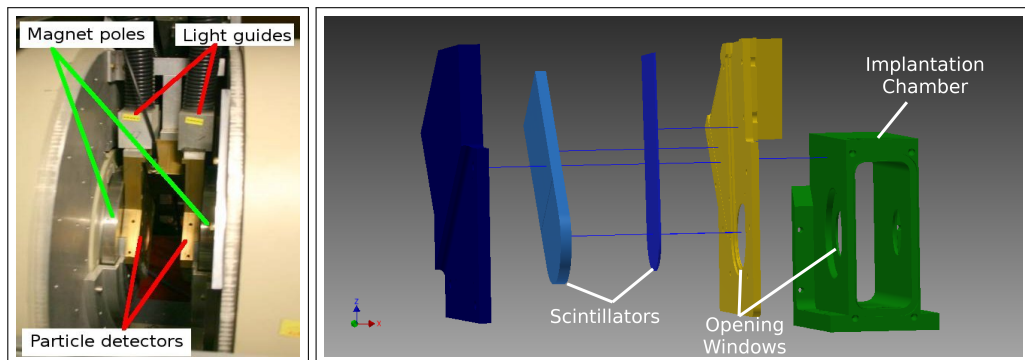 Magnet poles
Light guides
Particle detectors
Implantation
Chamber
Scintillators
Opening
Windows
Z
X